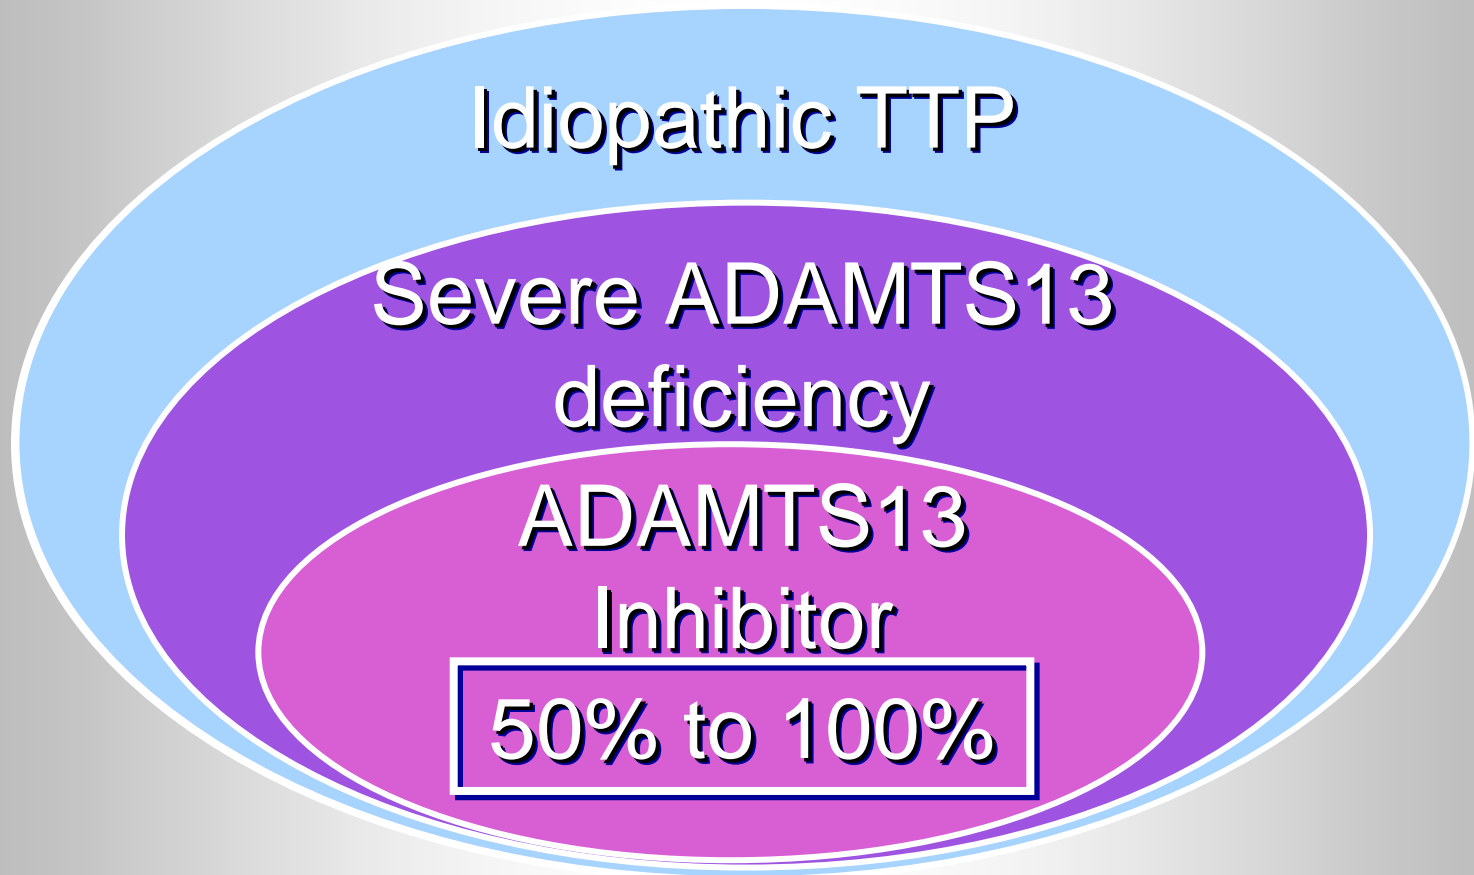 Idiopathic TTP
Severe ADAMTS13
deficiency
ADAMTS13
Inhibitor
50% to 100%